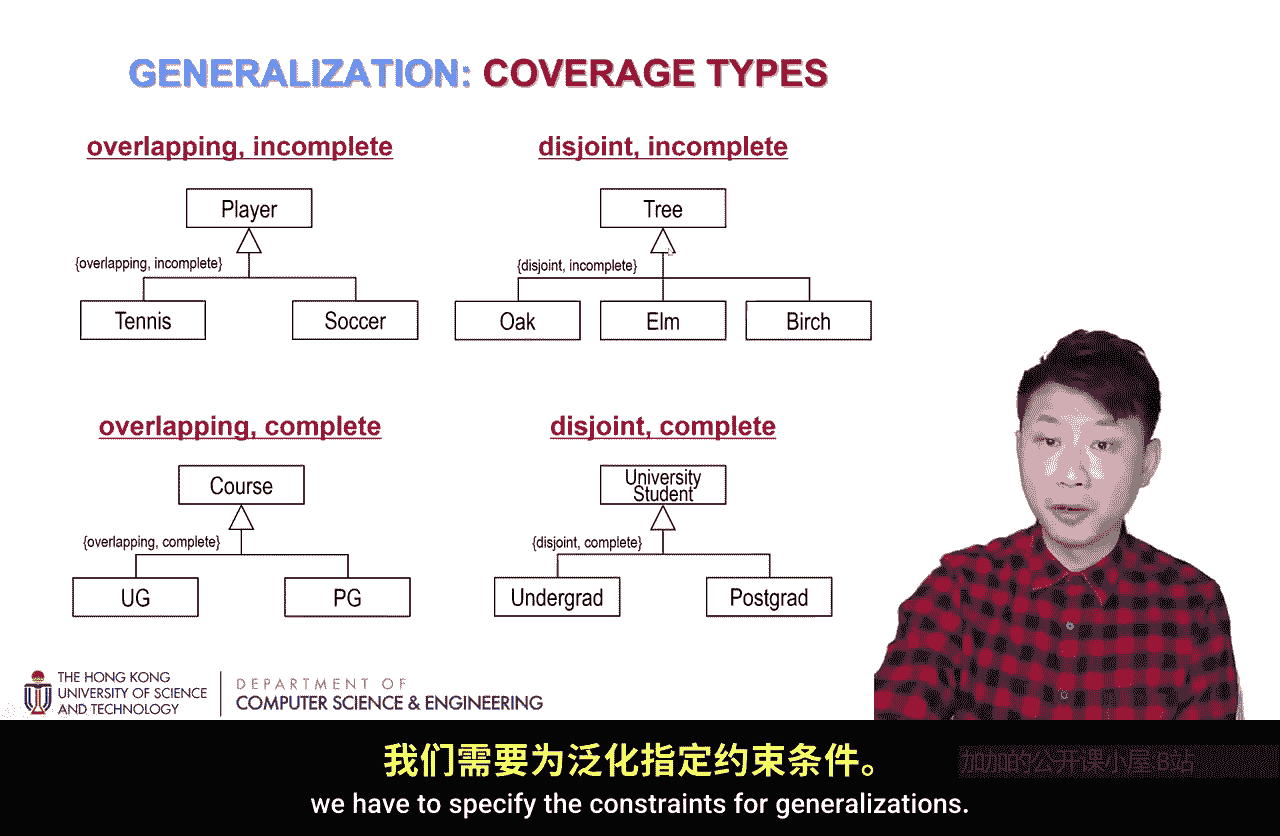 GENERALIZATION: COVERAGE TYPES
overlapping, incomplete
Player
{overlapping, incomplete}
Tennis
Soccer
disjoint, incomplete
Tree
{disjoint, incomplete}
Oak
Elm
Birch
overlapping, complete
Course
{overlapping, complete}
UG
PG
disjoint, complete
University
Student
{disjoint, complete}
Undergrad
Postgrad
THE HONG KONG
UNIVERSITY OF SCIENCE
AND TECHNOLOGY
DEPARTMENT OF
COMPUTER SCIENCE & ENGINEERING
我们需要为泛化指定约束条件。
加加的公开课小屋:B站
we have to specify the constraints for generalizations.